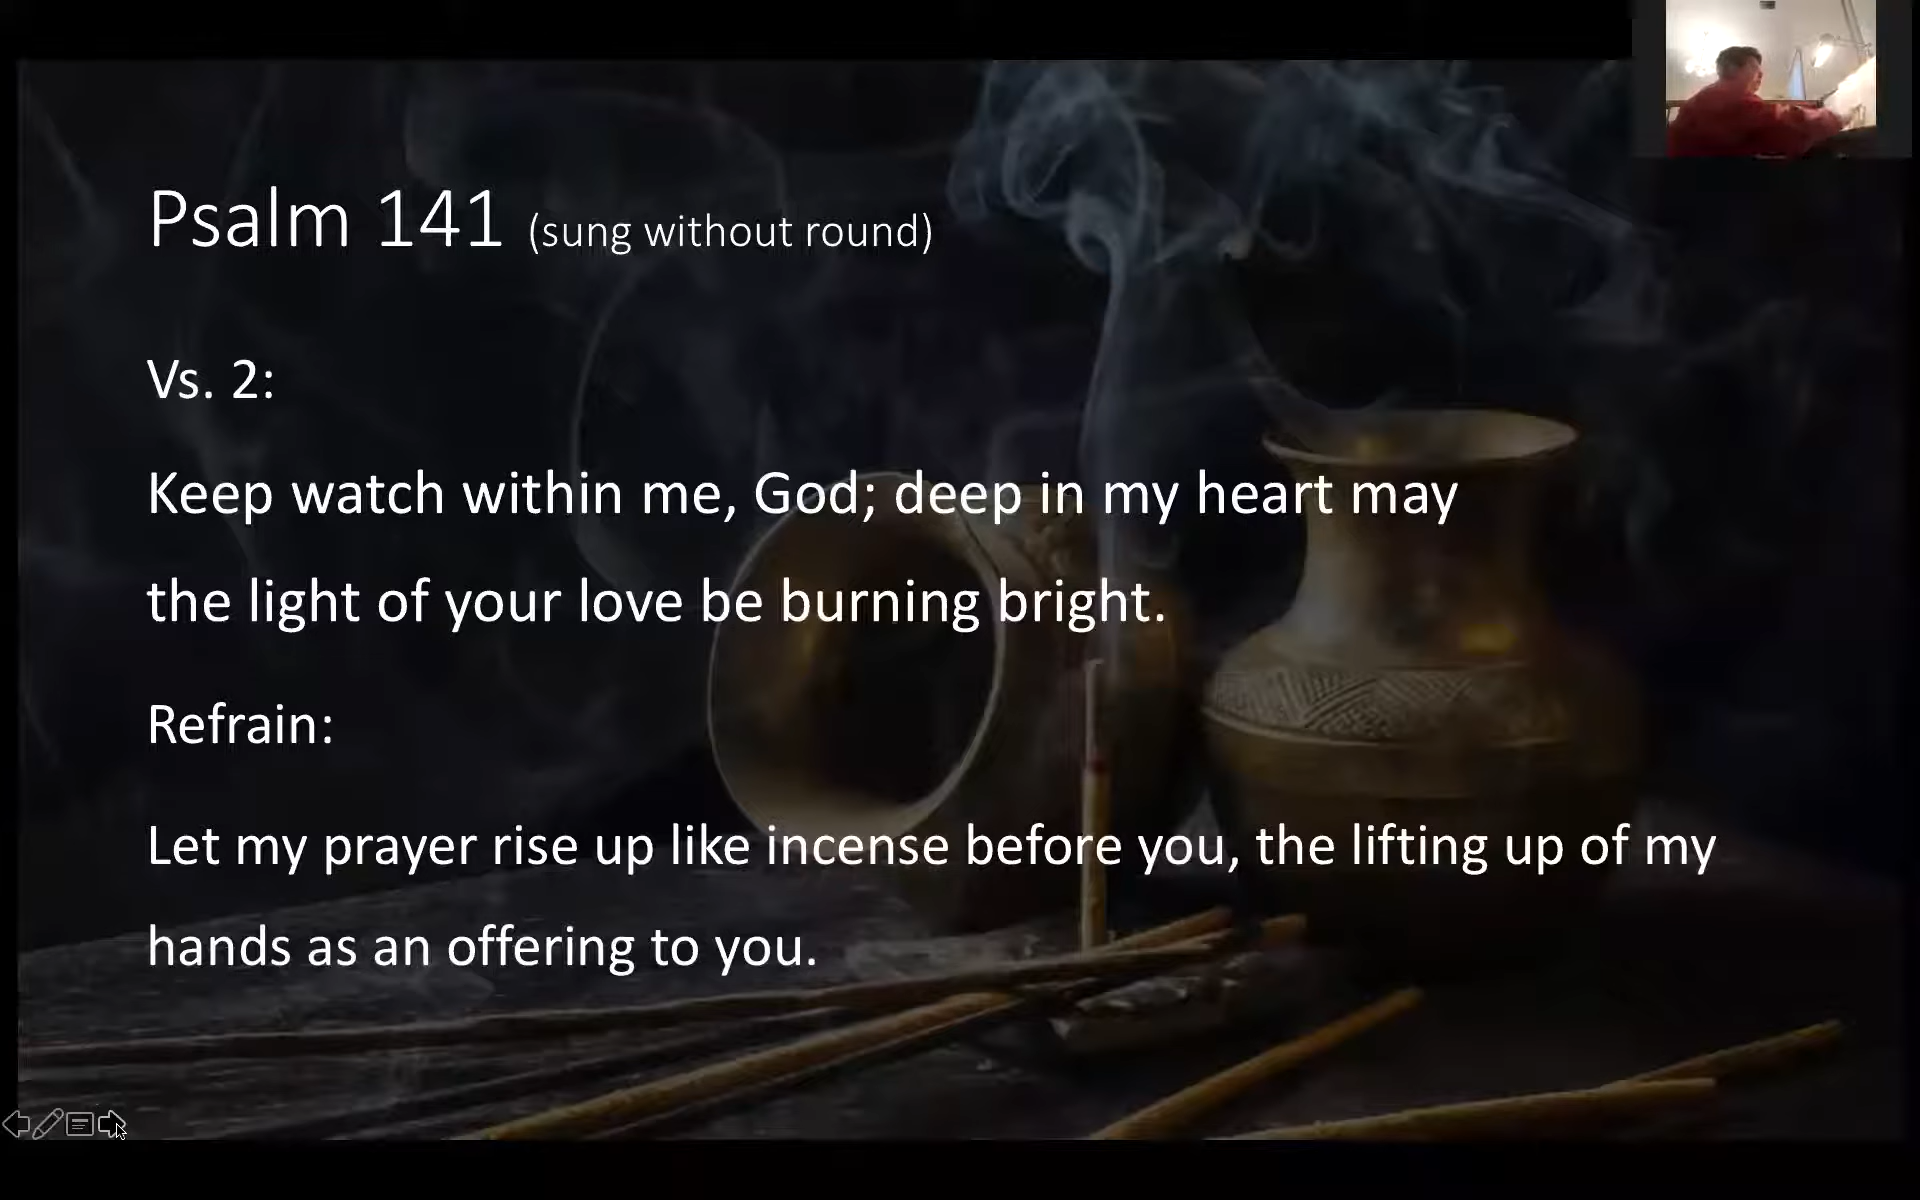 Psalm 141 (sung without round)
Vs. 2:
Keep watch within me, God; deep in my heart may
the light of your love be burning bright.
Refrain:
Let my prayer rise up like incense before you, the lifting up of my
hands as an offering to you.